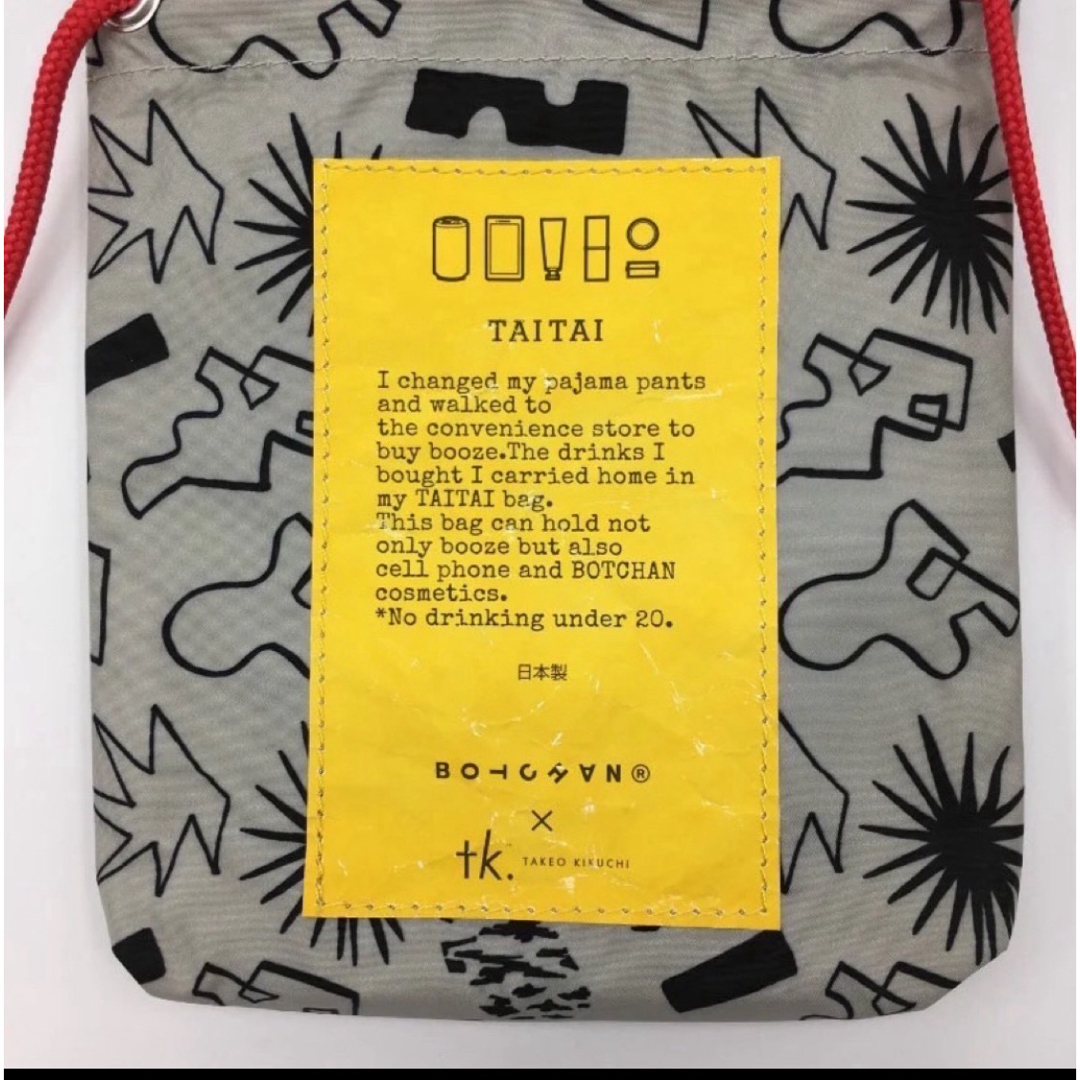 TAITAI
I changed my pajama pants
and walked to
the convenience store to
buy booze.The drinks I
bought I carried home in
my TAITAI bag.
This bag can hold not
only booze but also
cell phone and BOTCHAN
cosmetics.
*No drinking under 20.
日本製
BOTCHAN®
×
tk. TAKEO KIKUCHI